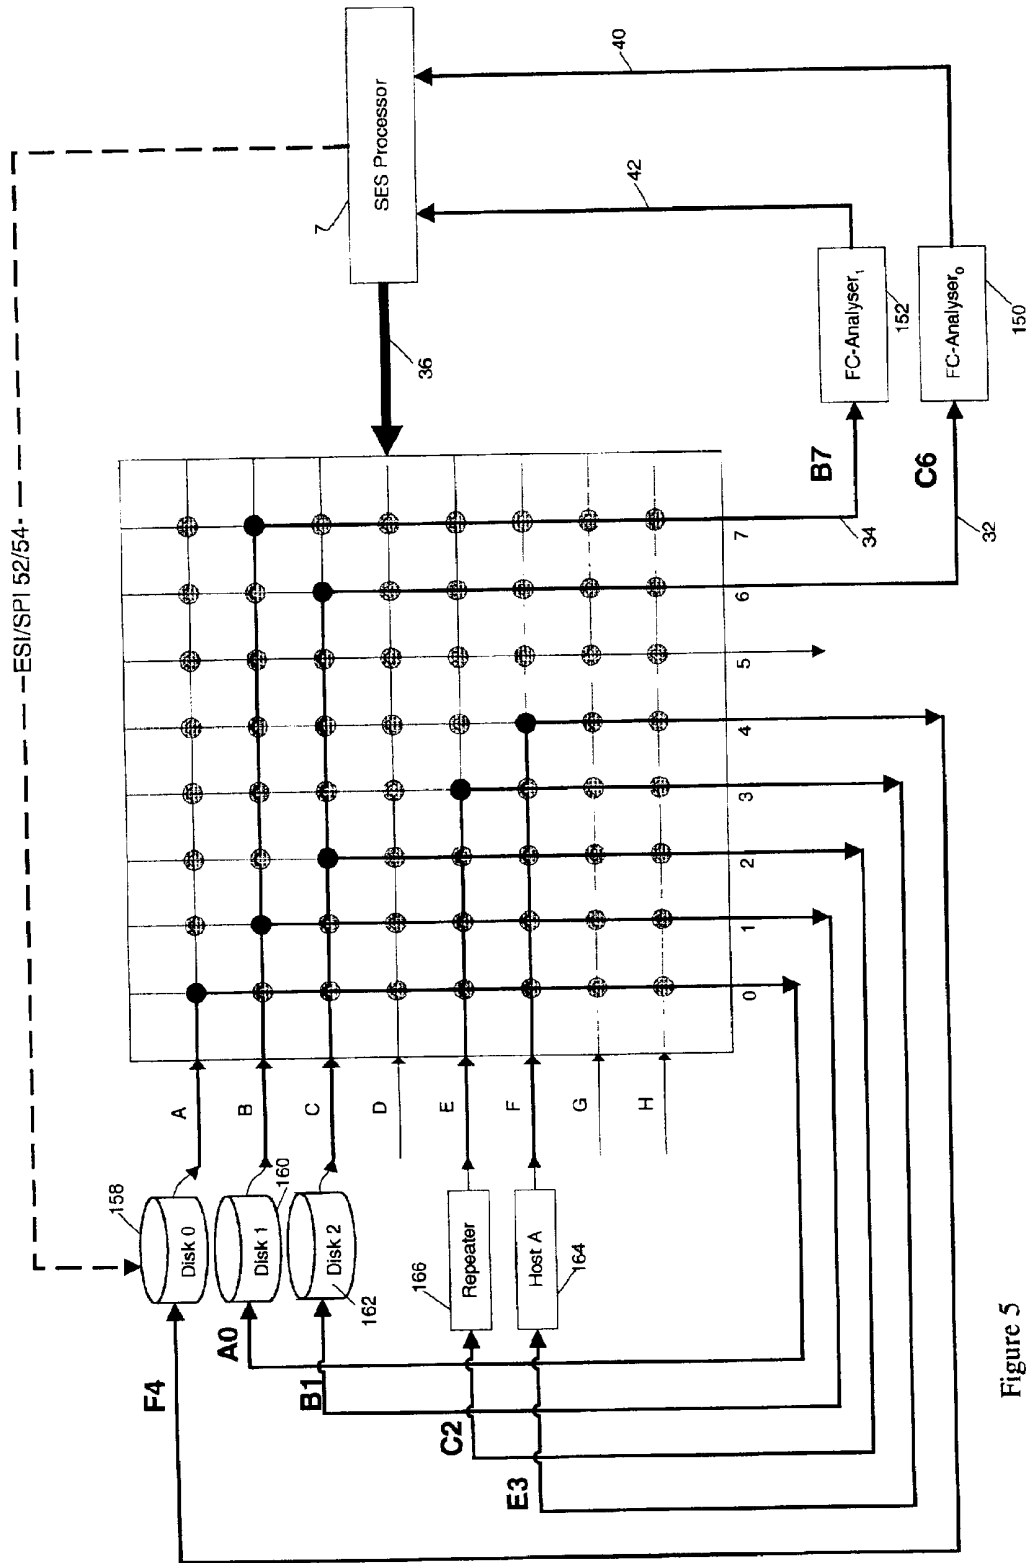 ESI/SPI 52/54
7
SES Processor
40
42
36
158
Disk 0
160
Disk 1
Disk 2
162
A
B
C
D
E
F
G
H
166
Repeater
Host A
164
F4
A0
B1
C2
E3
0
1
2
3
4
5
6
7
B7
C6
34
32
FC-Analyser1
152
FC-Analyser0
150
Figure 5